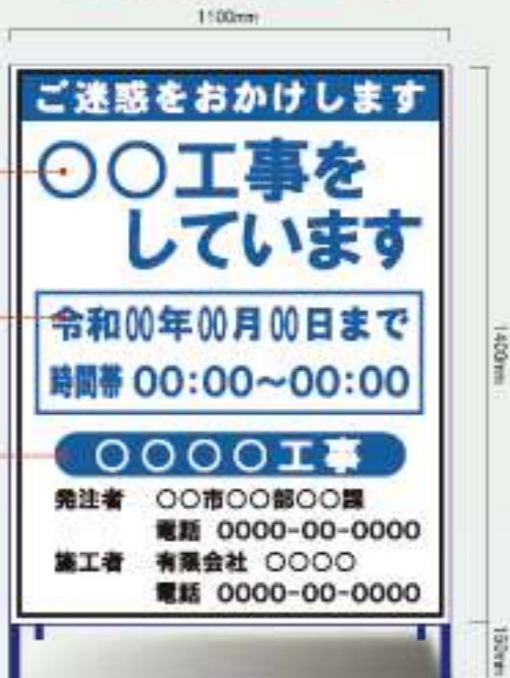 1100mm
ご迷惑をおかけします
○○工事を
しています
令和00年00月00日まで
時間帯 00:00~00:00
○○○○工事
発注者 ○○市○○部○○課
電話 0000-00-0000
施工者 有限会社 ○○○○
電話 0000-00-0000
1400mm
150mm